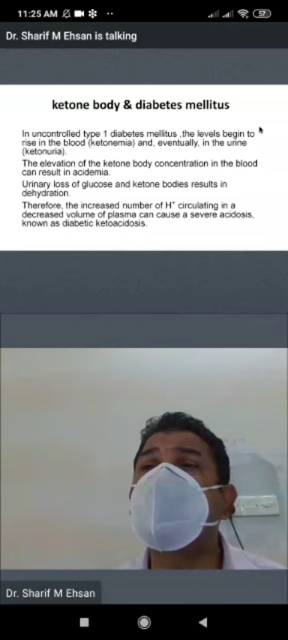 11:25 AM
57
Dr. Sharif M Ehsan is talking
ketone body & diabetes mellitus
In uncontrolled type 1 diabetes mellitus ,the levels begin to
rise in the blood (ketonemia) and, eventually, in the urine
(ketonuria).
The elevation of the ketone body concentration in the blood
can result in acidemia.
Urinary loss of glucose and ketone bodies results in
dehydration.
Therefore, the increased number of H⁺ circulating in a
decreased volume of plasma can cause a severe acidosis,
known as diabetic ketoacidosis.
Dr. Sharif M Ehsan